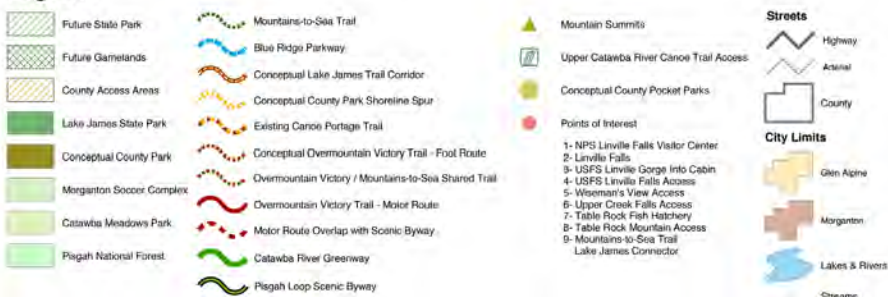 Future State Park
Future Gamelands
County Access Areas
Lake James State Park
Conceptual County Park
Morganton Soccer Complex
Catawba Meadows Park
Pisgah National Forest
Mountains-to-Sea Trail
Blue Ridge Parkway
Conceptual Lake James Trail Corridor
Conceptual County Park Shoreline Spur
Existing Canoe Portage Trail
Conceptual Overmountain Victory Trail - Foot Route
Overmountain Victory / Mountains-to-Sea Shared Trail
Overmountain Victory Trail - Motor Route
Motor Route Overlap with Scenic Byway
Catawba River Greenway
Pisgah Loop Scenic Byway
Mountain Summits
Upper Catawba River Canoe Trail Access
Conceptual County Pocket Parks
Points of Interest
1- NPS Linville Falls Visitor Center
2- Linville Falls
3- USFS Linville Gorge Info Cabin
4- USFS Linville Falls Access
5- Wiseman's View Access
6- Upper Creek Falls Access
7- Table Rock Fish Hatchery
8- Table Rock Mountain Access
9- Mountains-to-Sea Trail
Lake James Connector
Streets
Highway
Arterial
County
City Limits
Glen Alpine
Morganton
Lakes & Rivers
Streams